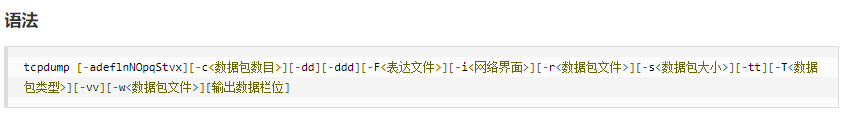 语法
tcpdump [-adeflnNOpqStvx][-c<数据包数目>][-dd][-ddd][-F<表达文件>][-i<网络界面>][-r<数据包文件>][-s<数据包大小>][-tt][-T<数据
包类型>][-vv][-w<数据包文件>][输出数据栏位]